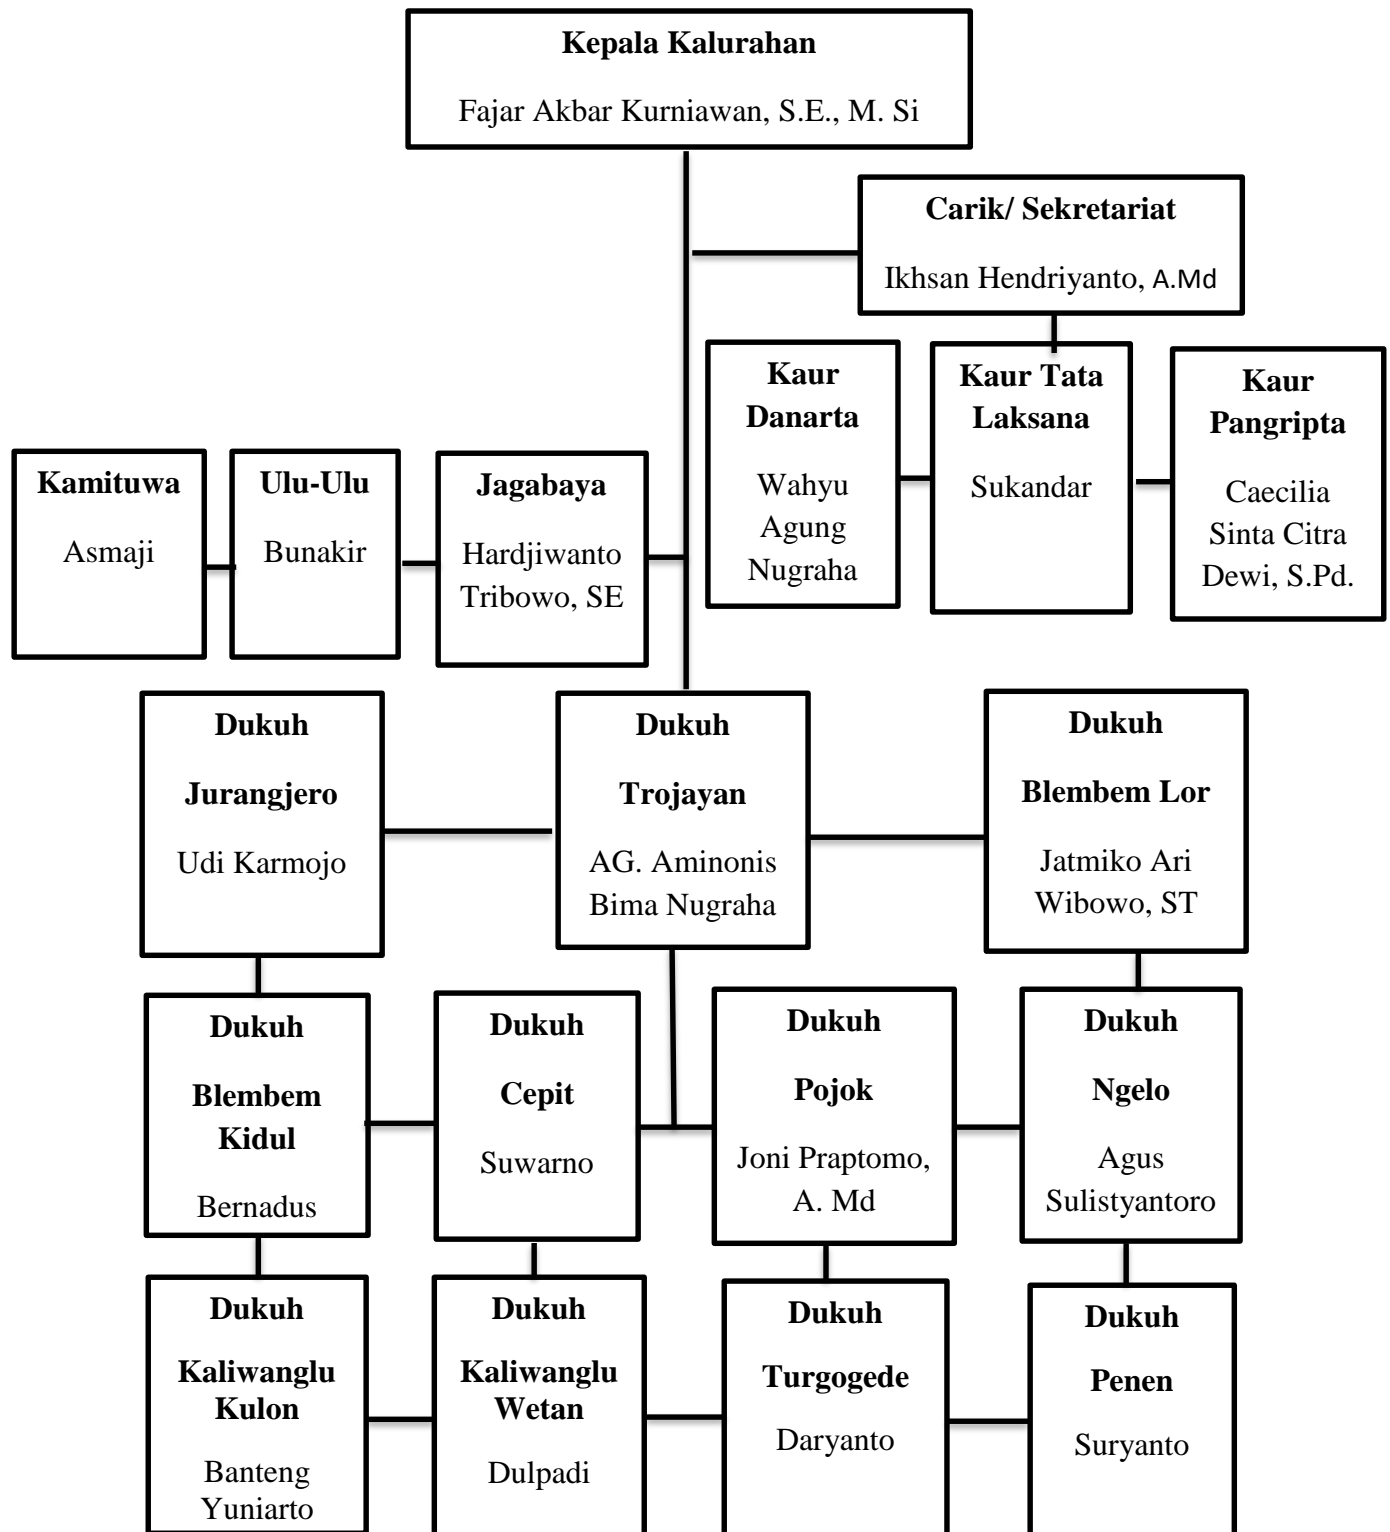 Kepala Kalurahan
Fajar Akbar Kurniawan, S.E., M. Si
Carik/ Sekretariat
Ikhsan Hendriyanto, A.Md
Kaur
Danarta
Wahyu
Agung
Nugraha
Kaur Tata
Laksana
Sukandar
Kaur
Pangripta
Caecilia
Sinta Citra
Dewi, S.Pd.
Kamituwa
Asmaji
Ulu-Ulu
Bunakir
Jagabaya
Hardjiwanto
Tribowo, SE
Dukuh
Jurangjero
Udi Karmojo
Dukuh
Trojayan
AG. Aminonis
Bima Nugraha
Dukuh
Blembem Lor
Jatmiko Ari
Wibowo, ST
Dukuh
Blembem
Kidul
Bernadus
Dukuh
Cepit
Suwarno
Dukuh
Pojok
Joni Praptomo,
A. Md
Dukuh
Ngelo
Agus
Sulistyantoro
Dukuh
Kaliwanglu
Kulon
Banteng
Yuniarto
Dukuh
Kaliwanglu
Wetan
Dulpadi
Dukuh
Turgogede
Daryanto
Dukuh
Penen
Suryanto